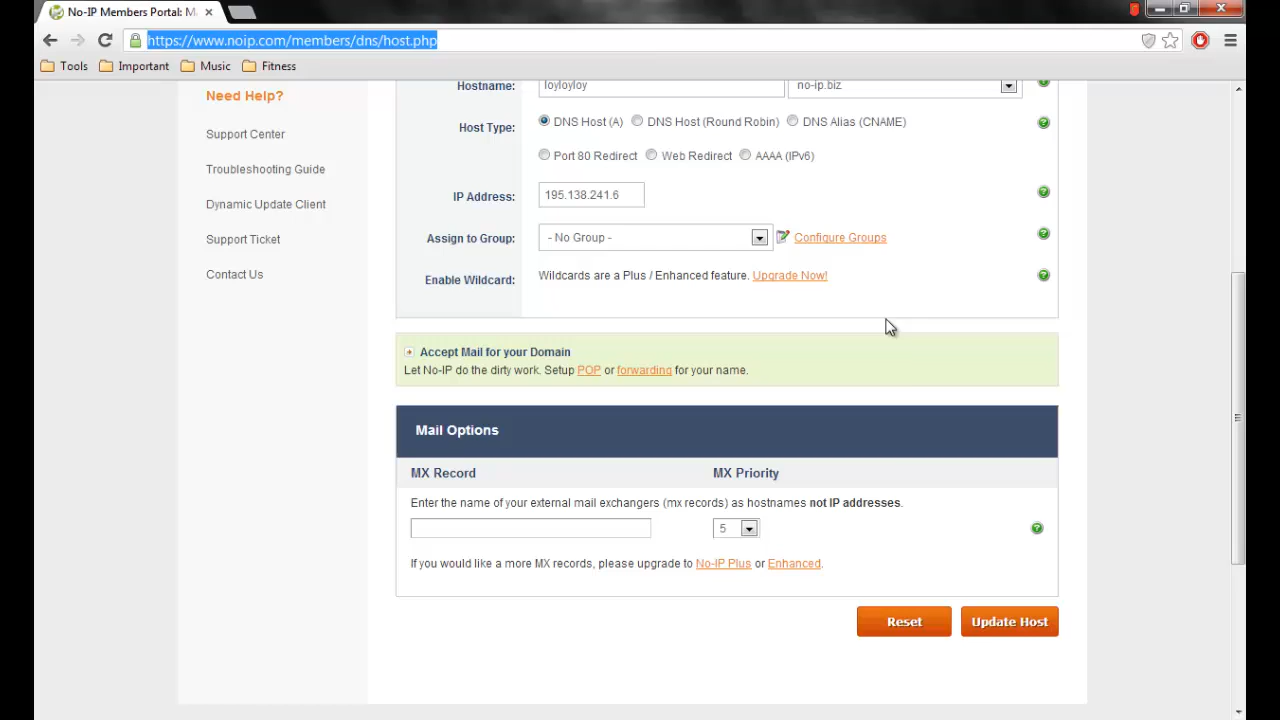 No-IP Members Portal: M
https://www.noip.com/members/dns/host.php
Tools Important Music Fitness
Need Help?
Support Center
Troubleshooting Guide
Dynamic Update Client
Support Ticket
Contact Us
Hostname: loyloyloy no-ip.biz
Host Type: DNS Host (A) DNS Host (Round Robin) DNS Alias (CNAME)
Port 80 Redirect Web Redirect AAAA (IPv6)
IP Address: 195.138.241.6
Assign to Group: - No Group - Configure Groups
Enable Wildcard: Wildcards are a Plus / Enhanced feature. Upgrade Now!
Accept Mail for your Domain
Let No-IP do the dirty work. Setup POP or forwarding for your name.
Mail Options
MX Record MX Priority
Enter the name of your external mail exchangers (mx records) as hostnames not IP addresses.
5
If you would like a more MX records, please upgrade to No-IP Plus or Enhanced.
Reset Update Host